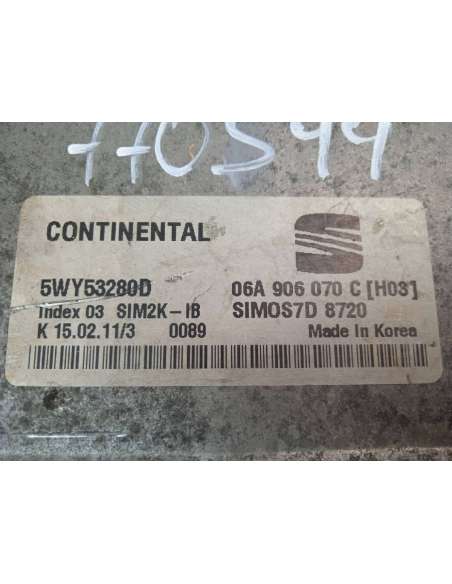 770544
CONTINENTAL
5WY53280D 06A 906 070 C [H03]
Index 03 SIM2K-IB SIMOS7D 8720
K 15.02.11/3 0089 Made In Korea